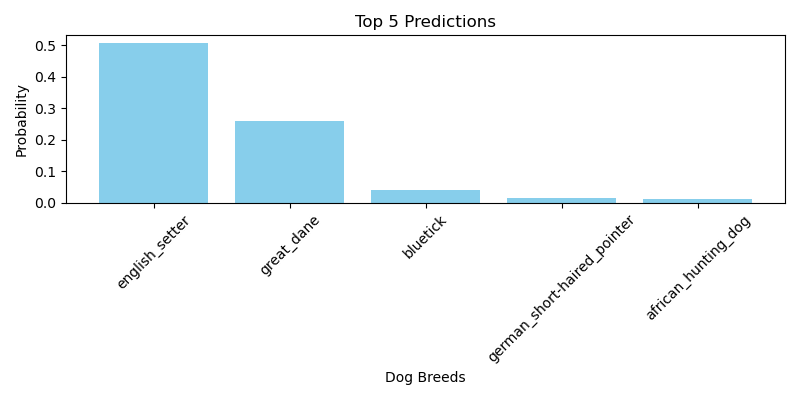 Top 5 Predictions
Probability
0.5
0.4
0.3
0.2
0.1
0.0
english_setter
great_dane
bluetick
german_short-haired_pointer
african_hunting_dog
Dog Breeds